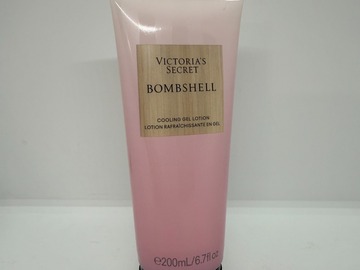 VICTORIA'S
SECRET
BOMBSHELL
COOLING GEL LOTION
LOTION RAFRAÎCHISSANTE EN GEL
℮200mL/6.7fl oz